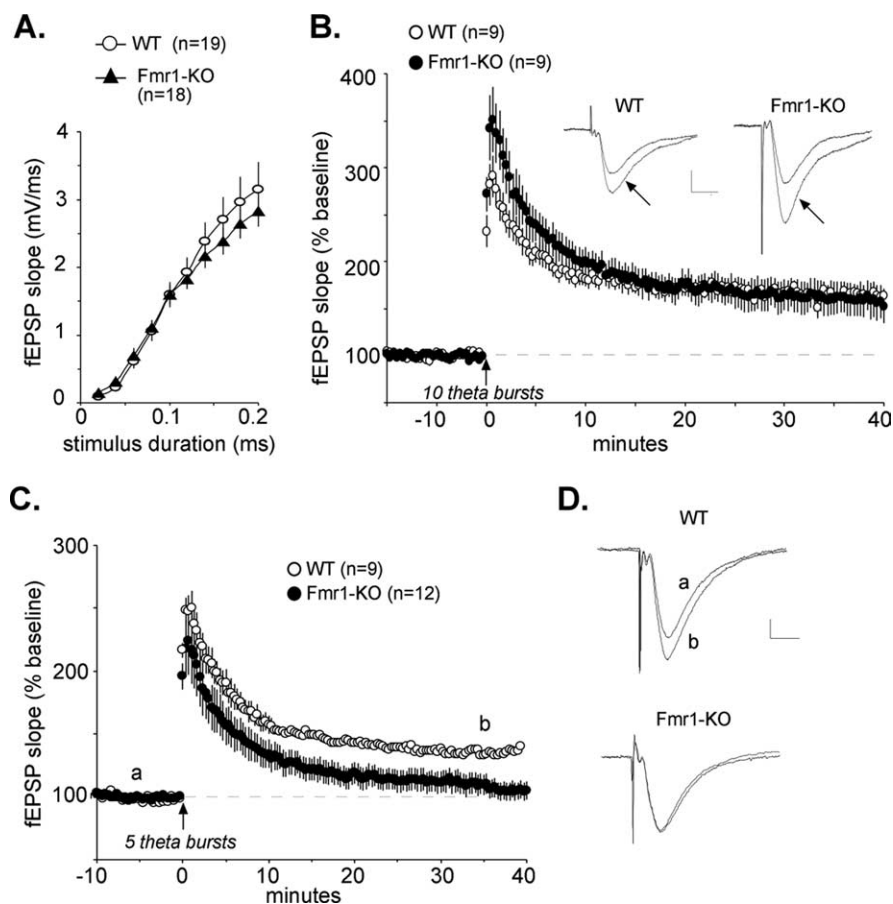 A.
WT (n=19)
Fmr1-KO
(n=18)
fEPSP slope (mV/ms)
4
3
2
1
0
0
0.1
0.2
stimulus duration (ms)
B.
WT (n=9)
Fmr1-KO (n=9)
fEPSP slope (% baseline)
400
300
200
100
WT
Fmr1-KO
10 theta bursts
-10
0
10
20
30
40
minutes
C.
WT (n=9)
Fmr1-KO (n=12)
fEPSP slope (% baseline)
300
200
100
a
b
5 theta bursts
-10
0
10
20
30
40
minutes
D.
WT
a
b
Fmr1-KO